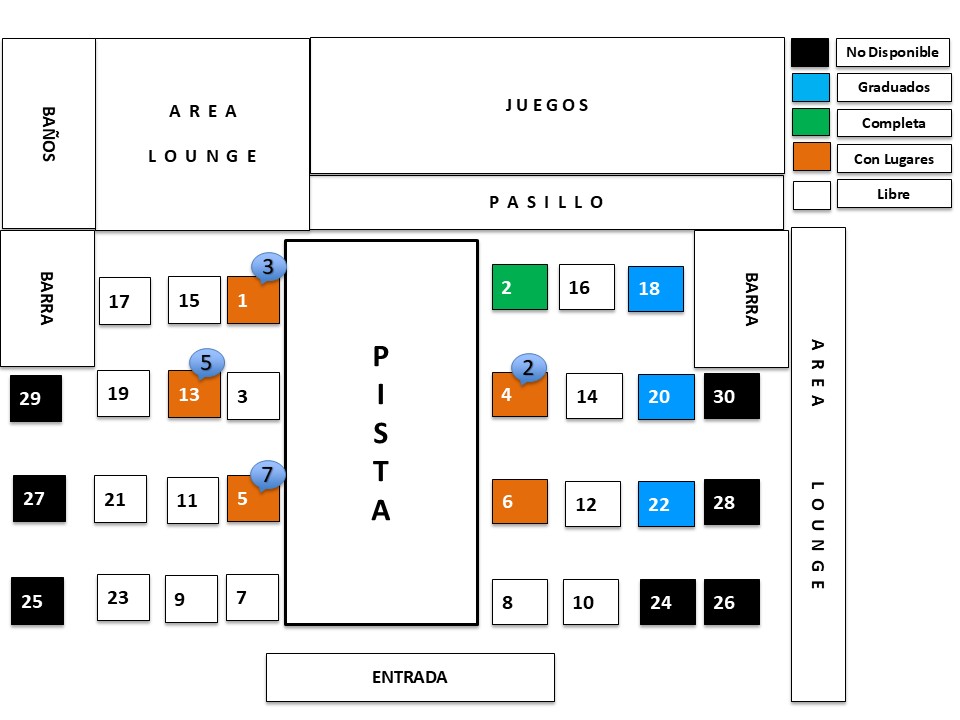 No Disponible
Graduados
Completa
Con Lugares
Libre
BAÑOS
AREA
LOUNGE
JUEGOS
PASILLO
BARRA
BARRA
3
17
15
1
2
16
18
5
2
29
19
13
3
4
14
20
30
7
27
21
11
5
6
12
22
28
25
23
9
7
8
10
24
26
PISTA
AREA
LOUNGE
ENTRADA